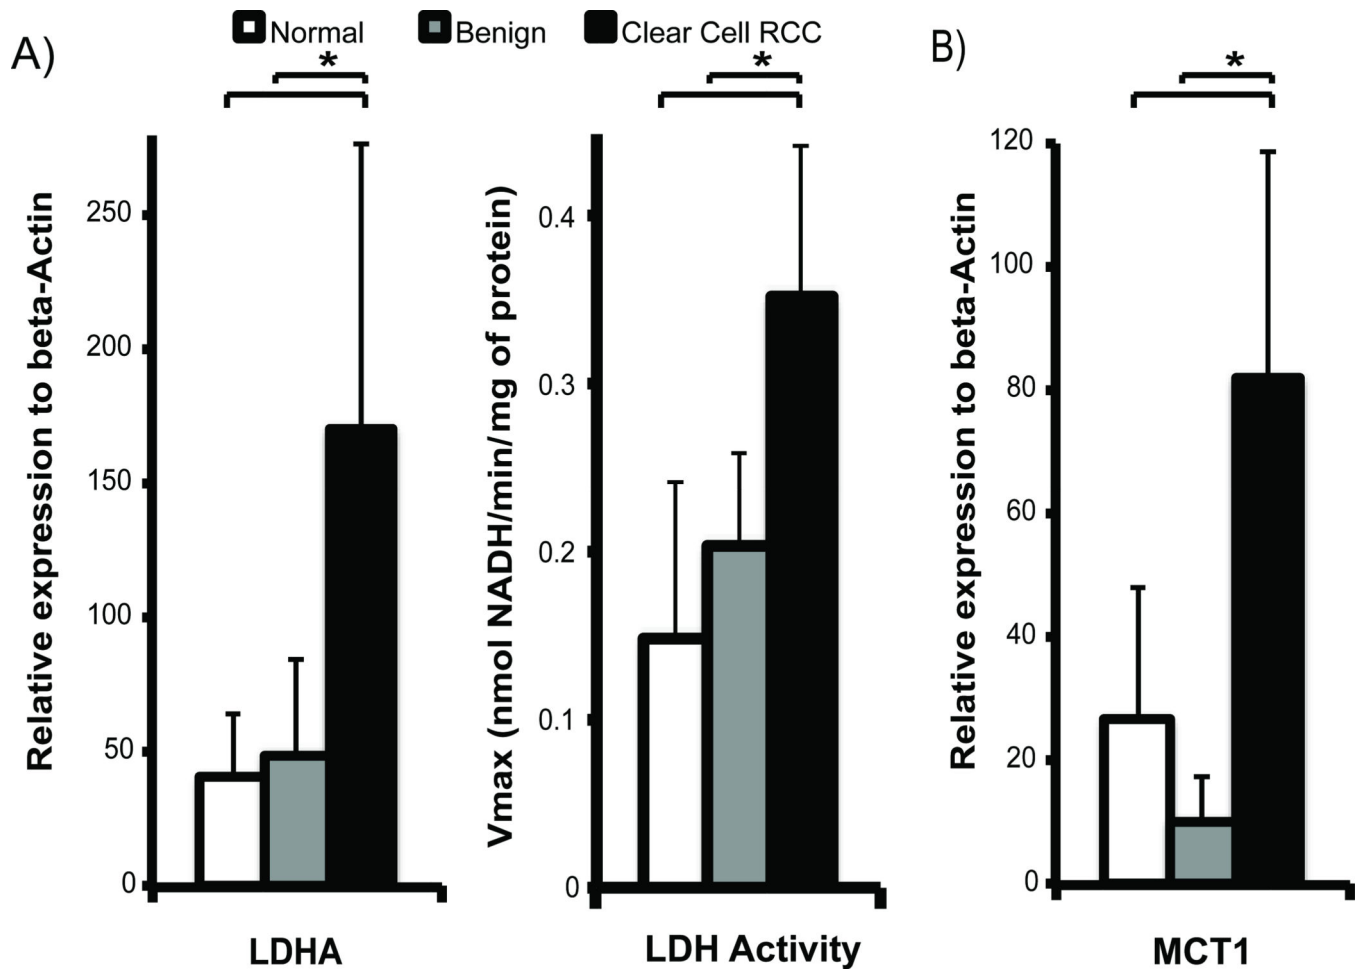 A)
Normal
Benign
Clear Cell RCC
B)
*
*
*
Relative expression to beta-Actin
250
200
150
100
50
0
LDHA
Vmax (nmol NADH/min/mg of protein)
0.4
0.3
0.2
0.1
0
LDH Activity
Relative expression to beta-Actin
120
100
80
60
40
20
0
MCT1